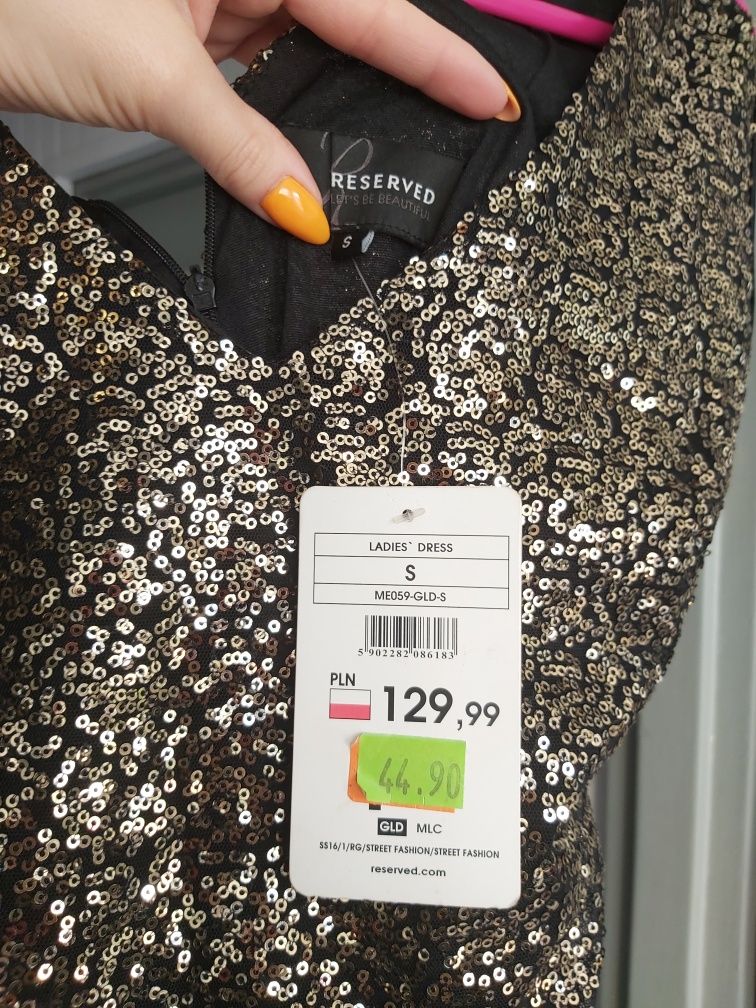 RESERVED
LET'S BE BEAUTIFUL
S
LADIES` DRESS
S
ME059-GLD-S
5 902282 086183
PLN
129,99
44.90
GLD MLC
SS16/1/RG/STREET FASHION/STREET FASHION
reserved.com